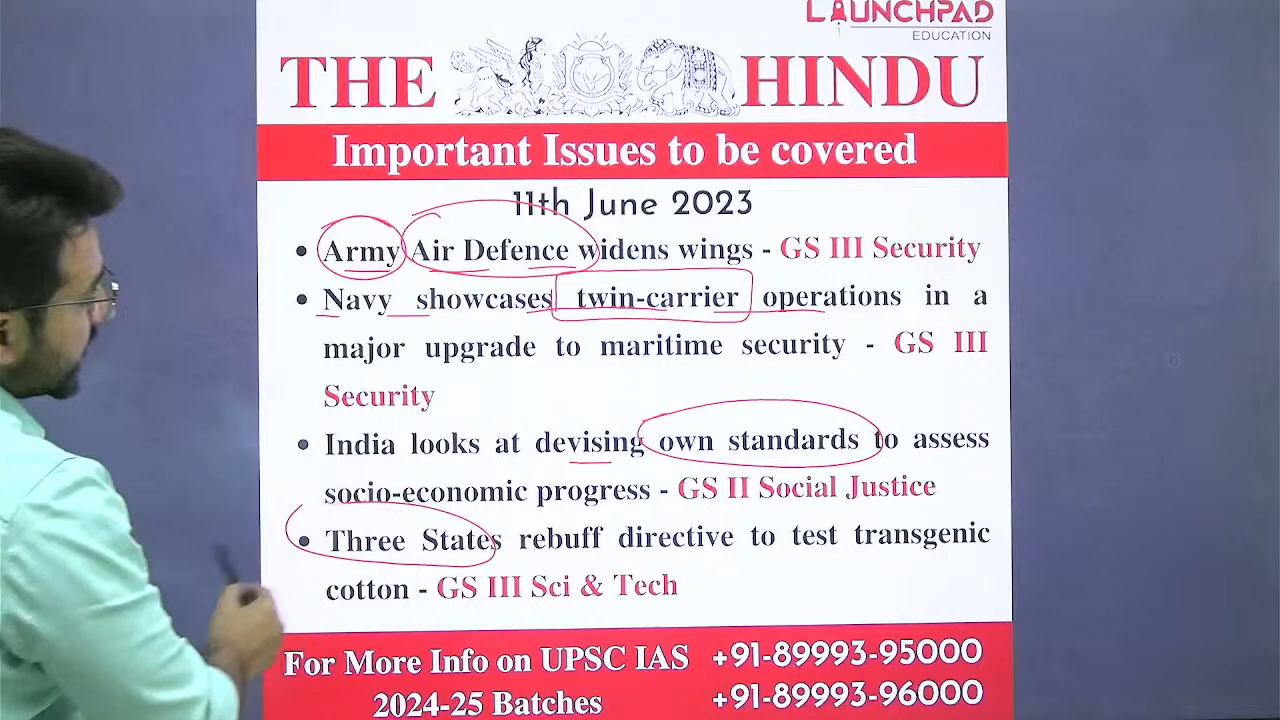 LAUNCHPAD
EDUCATION
THE HINDU
Important Issues to be covered
11th June 2023
• Army Air Defence widens wings - GS III Security
• Navy showcases twin-carrier operations in a
major upgrade to maritime security - GS III
Security
• India looks at devising own standards to assess
socio-economic progress - GS II Social Justice
• Three States rebuff directive to test transgenic
cotton - GS III Sci & Tech
For More Info on UPSC IAS +91-89993-95000
2024-25 Batches +91-89993-96000